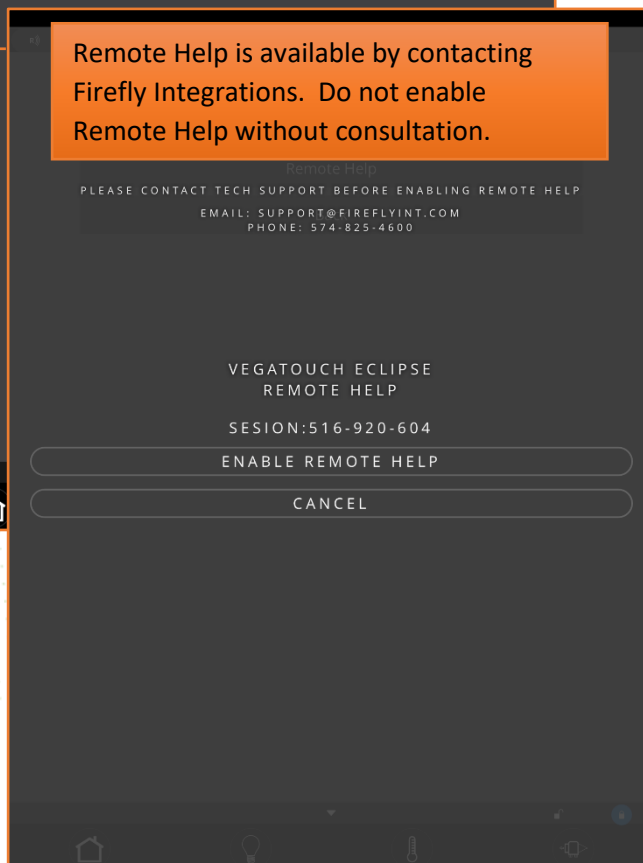 Remote Help is available by contacting
Firefly Integrations.  Do not enable
Remote Help without consultation.
Remote Help
PLEASE CONTACT TECH SUPPORT BEFORE ENABLING REMOTE HELP
EMAIL: SUPPORT@FIREFLYINT.COM
PHONE: 574-825-4600
VEGATOUCH ECLIPSE
REMOTE HELP
SESION:516-920-604
ENABLE REMOTE HELP
CANCEL